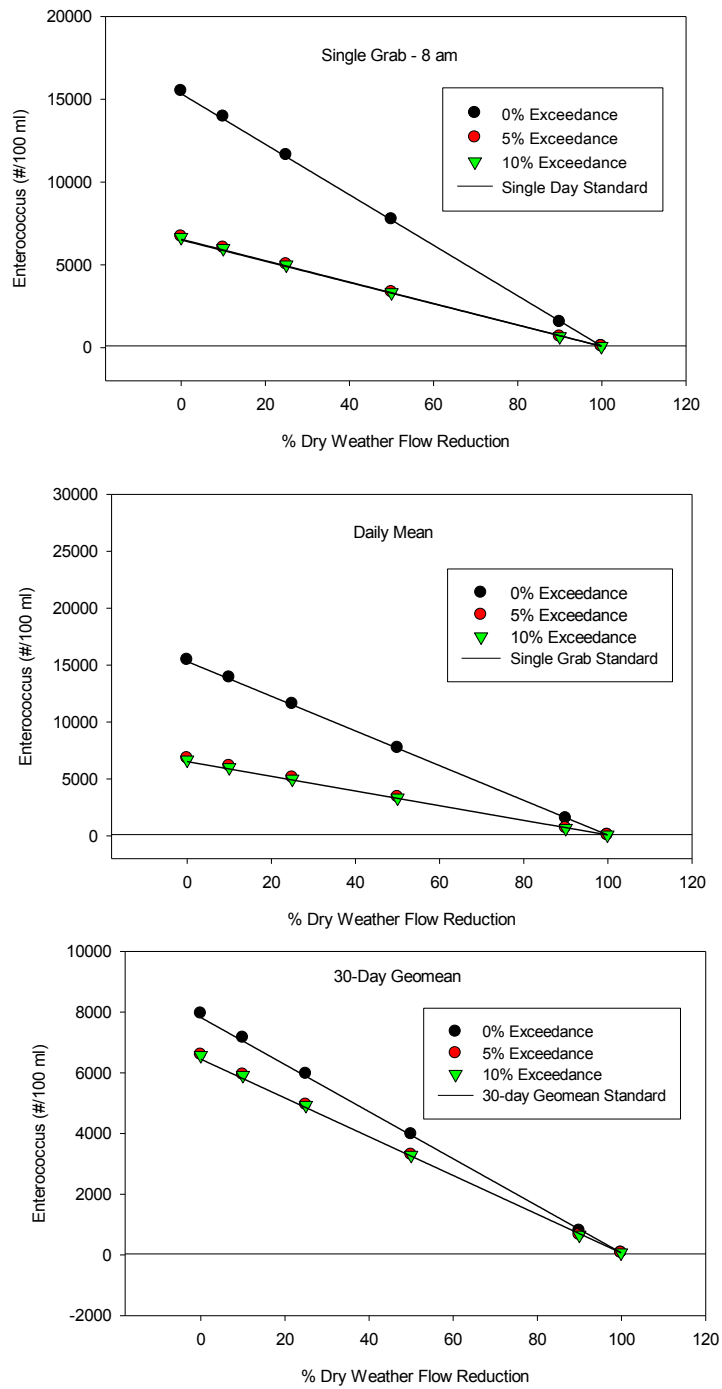 20000
Single Grab - 8 am
15000
0% Exceedance
5% Exceedance
10% Exceedance
Single Day Standard
10000
5000
0
Enterococcus (#/100 ml)
0 20 40 60 80 100 120
% Dry Weather Flow Reduction
30000
Daily Mean
25000
0% Exceedance
5% Exceedance
10% Exceedance
Single Grab Standard
20000
15000
10000
5000
0
Enterococcus (#/100 ml)
0 20 40 60 80 100 120
% Dry Weather Flow Reduction
10000
30-Day Geomean
8000
0% Exceedance
5% Exceedance
10% Exceedance
30-day Geomean Standard
6000
4000
2000
0
-2000
Enterococcus (#/100 ml)
0 20 40 60 80 100 120
% Dry Weather Flow Reduction